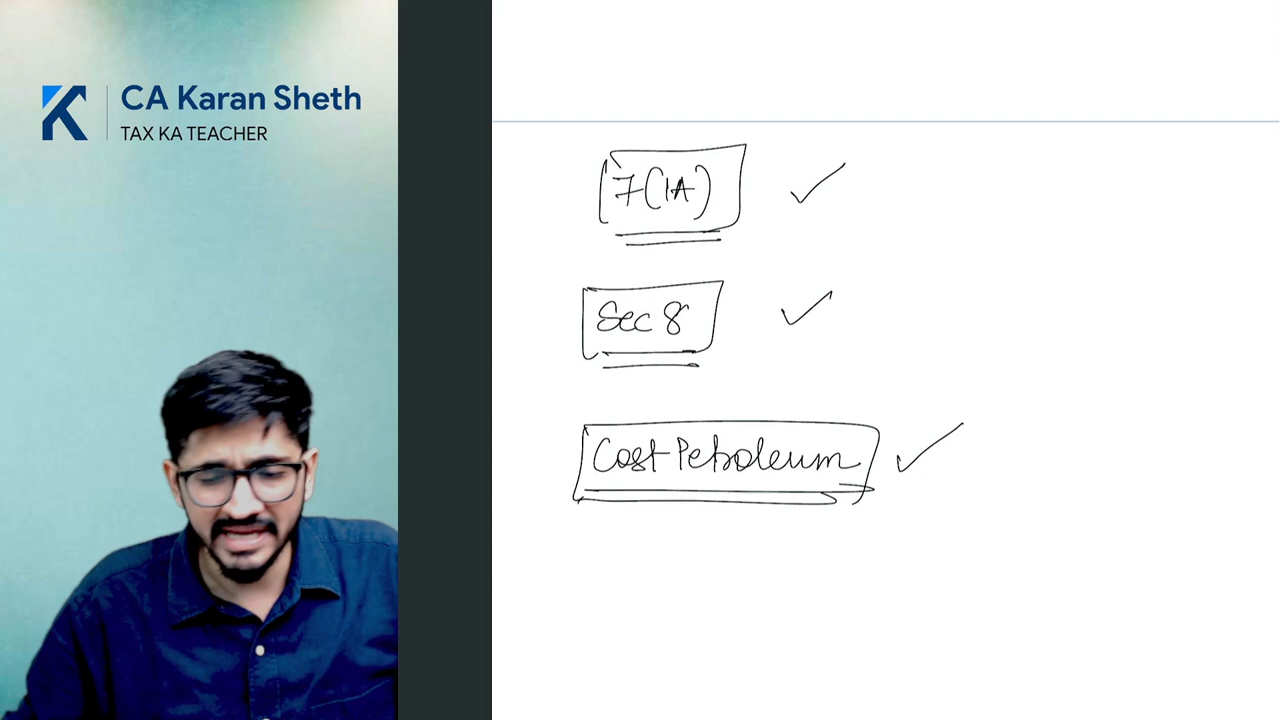 CA Karan Sheth
TAX KA TEACHER
7(1A)
Sec 8
Cost Petroleum